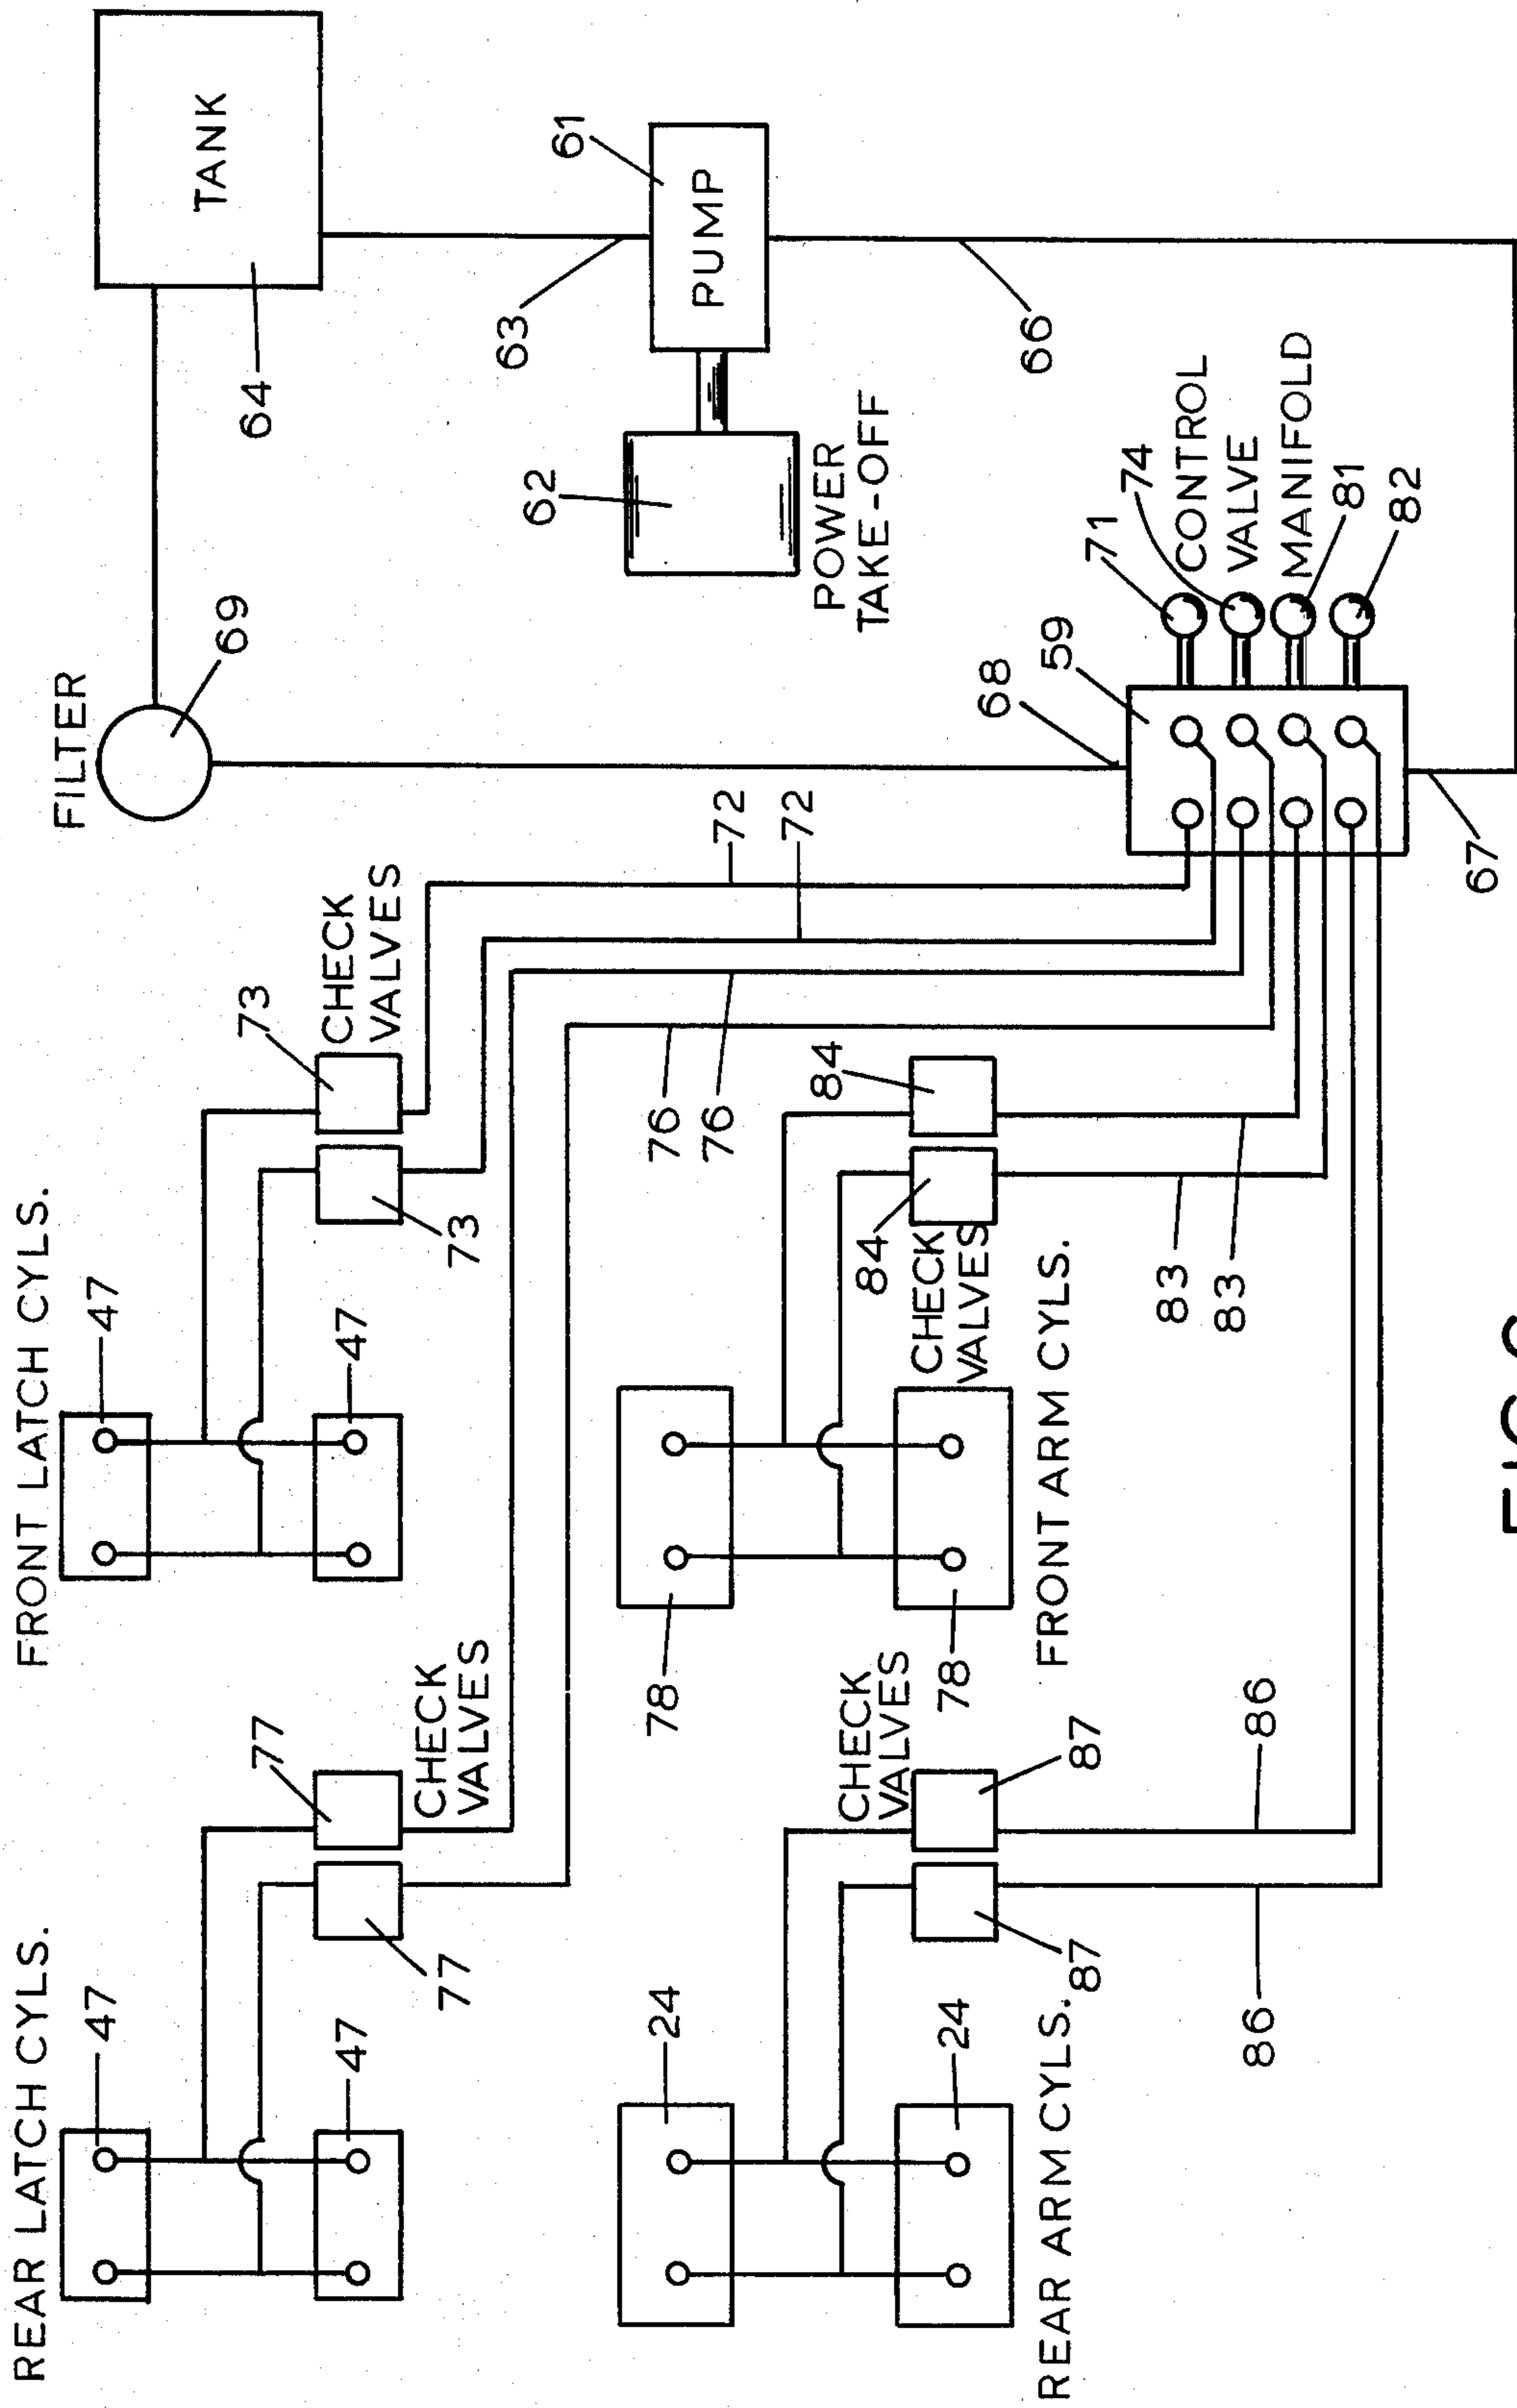 REAR LATCH CYLS.
47
47
77
77
CHECK
VALVES
FRONT LATCH CYLS.
47
47
73
73
CHECK
VALVES
FILTER
69
64
TANK
24
24
REAR ARM CYLS.
87
87
CHECK
VALVES
86
86
78
78
FRONT ARM CYLS.
84
84
CHECK
VALVES
83
83
76
76
72
72
62
POWER
TAKE-OFF
63
61
PUMP
66
68
59
71
74
CONTROL
VALVE
MANIFOLD
81
82
67